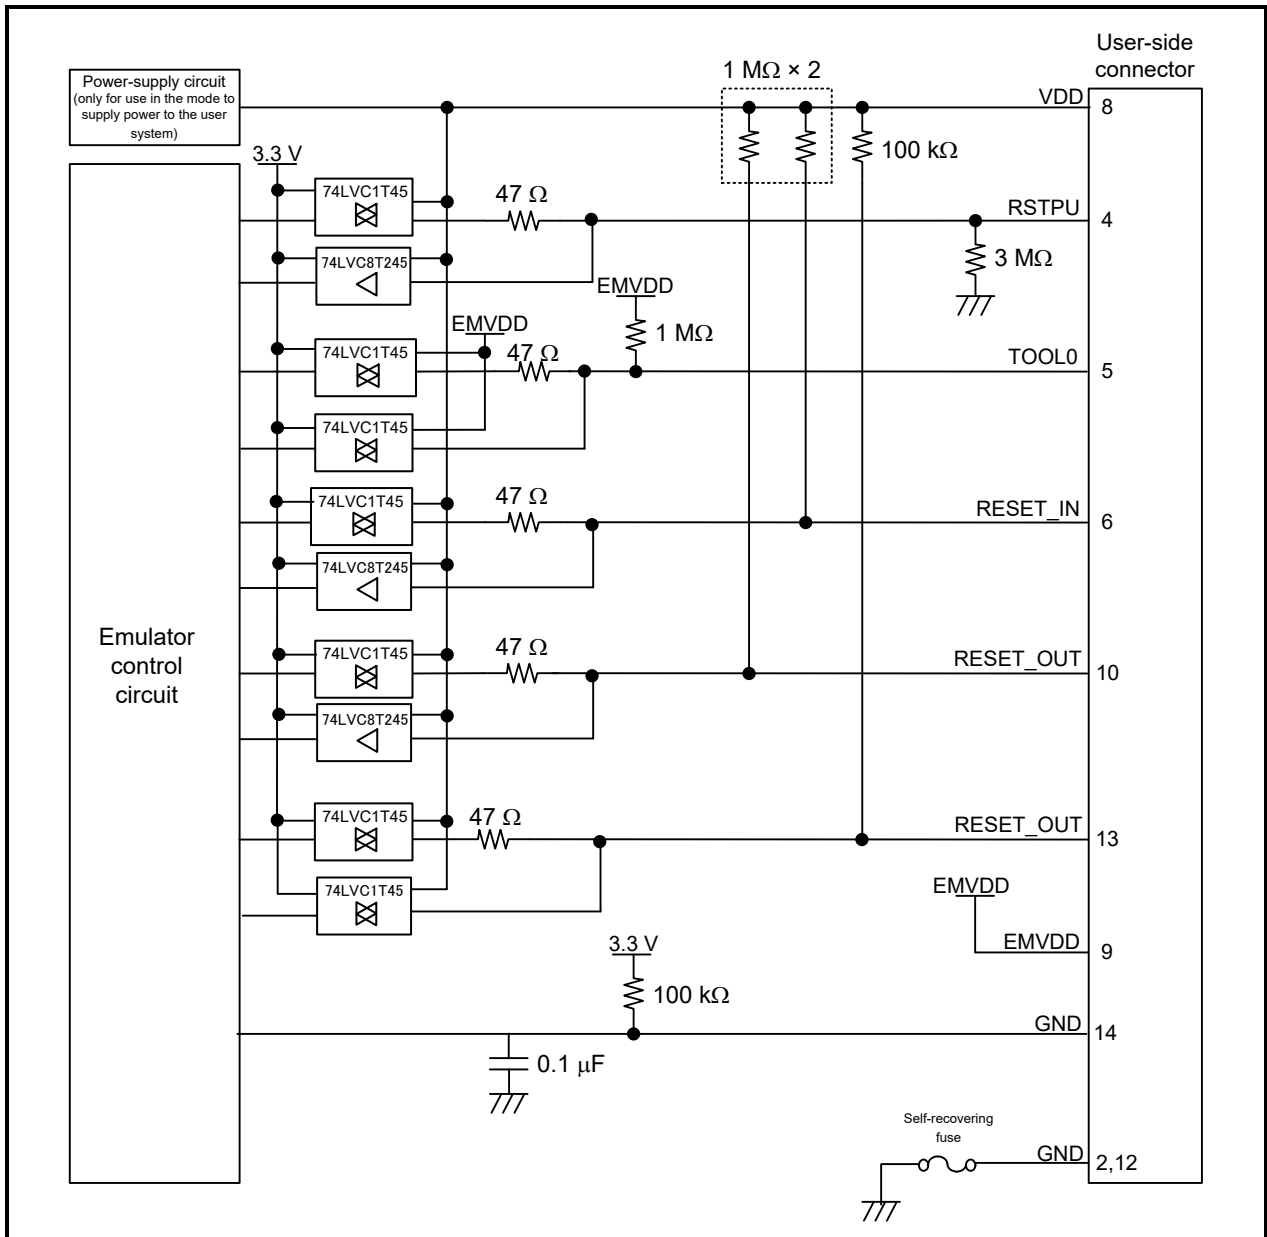 User-side
connector
Power-supply circuit
(only for use in the mode to
supply power to the user
system)
1 MΩ × 2
VDD
8
3.3 V
100 kΩ
74LVC1T45
47 Ω
RSTPU
4
74LVC8T245
3 MΩ
EMVDD
EMVDD
1 MΩ
74LVC1T45
47 Ω
TOOL0
5
74LVC1T45
74LVC1T45
47 Ω
RESET_IN
6
74LVC8T245
Emulator
control
circuit
74LVC1T45
47 Ω
RESET_OUT
10
74LVC8T245
74LVC1T45
47 Ω
RESET_OUT
13
74LVC1T45
EMVDD
3.3 V
EMVDD
9
100 kΩ
GND
14
0.1 μF
Self-recovering
fuse
GND
2,12